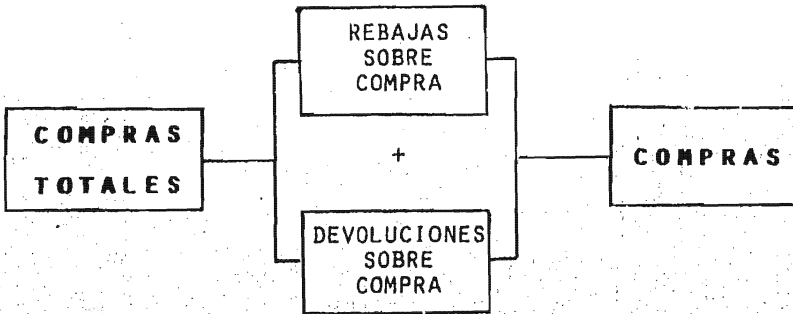 REBAJAS
SOBRE
COMPRA
COMPRAS
TOTALES
+
COMPRAS
DEVOLUCIONES
SOBRE
COMPRA